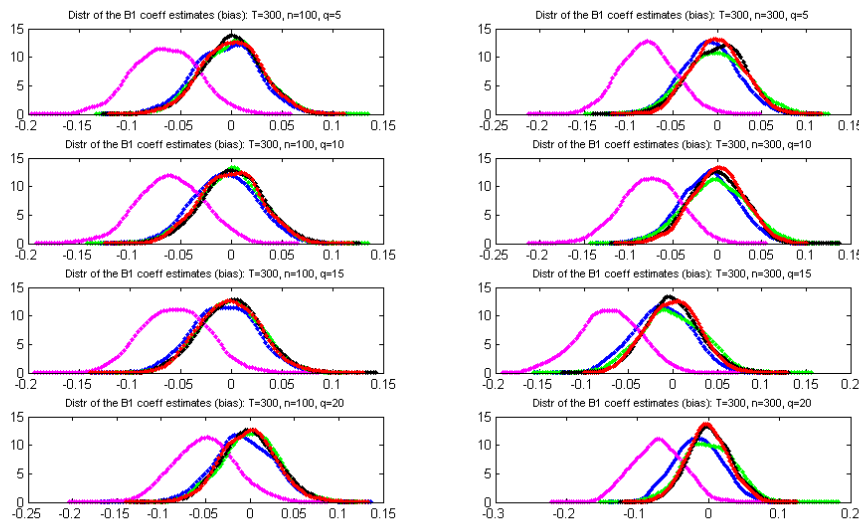 Distr of the B1 coeff estimates (bias): T=300, n=100, q=5
15
10
5
0
-0.2 -0.15 -0.1 -0.05 0 0.05 0.1 0.15
Distr of the B1 coeff estimates (bias): T=300, n=300, q=5
15
10
5
0
-0.25 -0.2 -0.15 -0.1 -0.05 0 0.05 0.1 0.15
Distr of the B1 coeff estimates (bias): T=300, n=100, q=10
15
10
5
0
-0.2 -0.15 -0.1 -0.05 0 0.05 0.1 0.15
Distr of the B1 coeff estimates (bias): T=300, n=300, q=10
15
10
5
0
-0.25 -0.2 -0.15 -0.1 -0.05 0 0.05 0.1 0.15
Distr of the B1 coeff estimates (bias): T=300, n=100, q=15
15
10
5
0
-0.2 -0.15 -0.1 -0.05 0 0.05 0.1 0.15
Distr of the B1 coeff estimates (bias): T=300, n=300, q=15
15
10
5
0
-0.2 -0.15 -0.1 -0.05 0 0.05 0.1 0.15 0.2
Distr of the B1 coeff estimates (bias): T=300, n=100, q=20
15
10
5
0
-0.25 -0.2 -0.15 -0.1 -0.05 0 0.05 0.1 0.15
Distr of the B1 coeff estimates (bias): T=300, n=300, q=20
15
10
5
0
-0.3 -0.2 -0.1 0 0.1 0.2